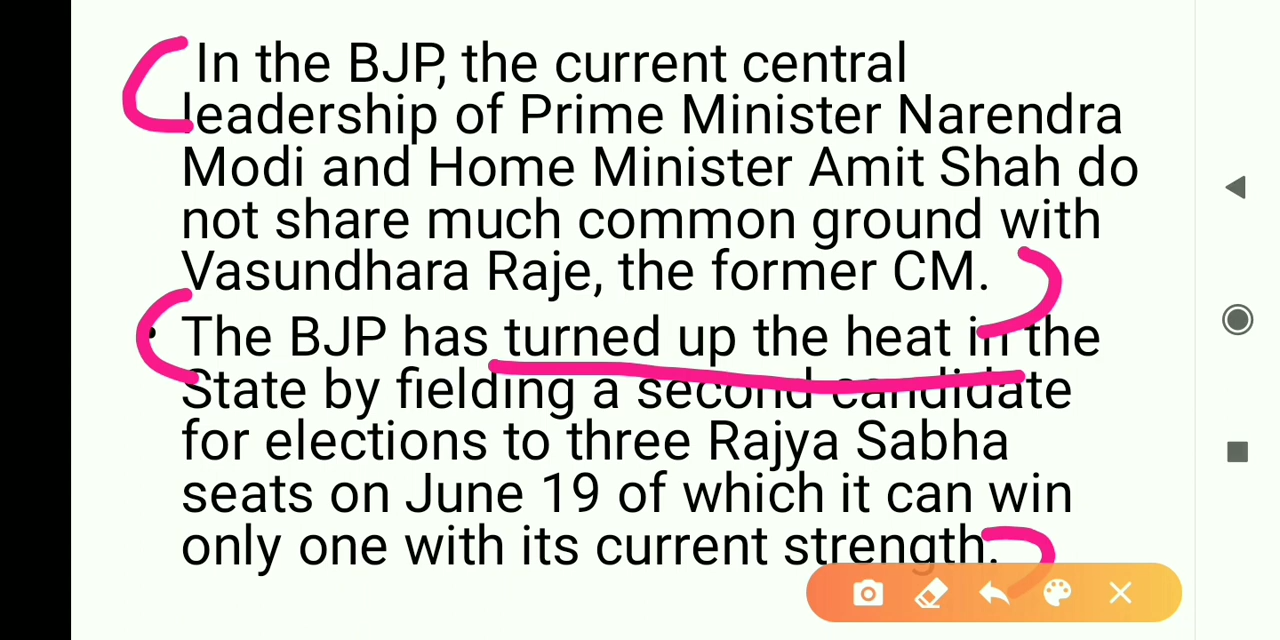 In the BJP, the current central
leadership of Prime Minister Narendra
Modi and Home Minister Amit Shah do
not share much common ground with
Vasundhara Raje, the former CM.
• The BJP has turned up the heat in the
State by fielding a second candidate
for elections to three Rajya Sabha
seats on June 19 of which it can win
only one with its current strength.